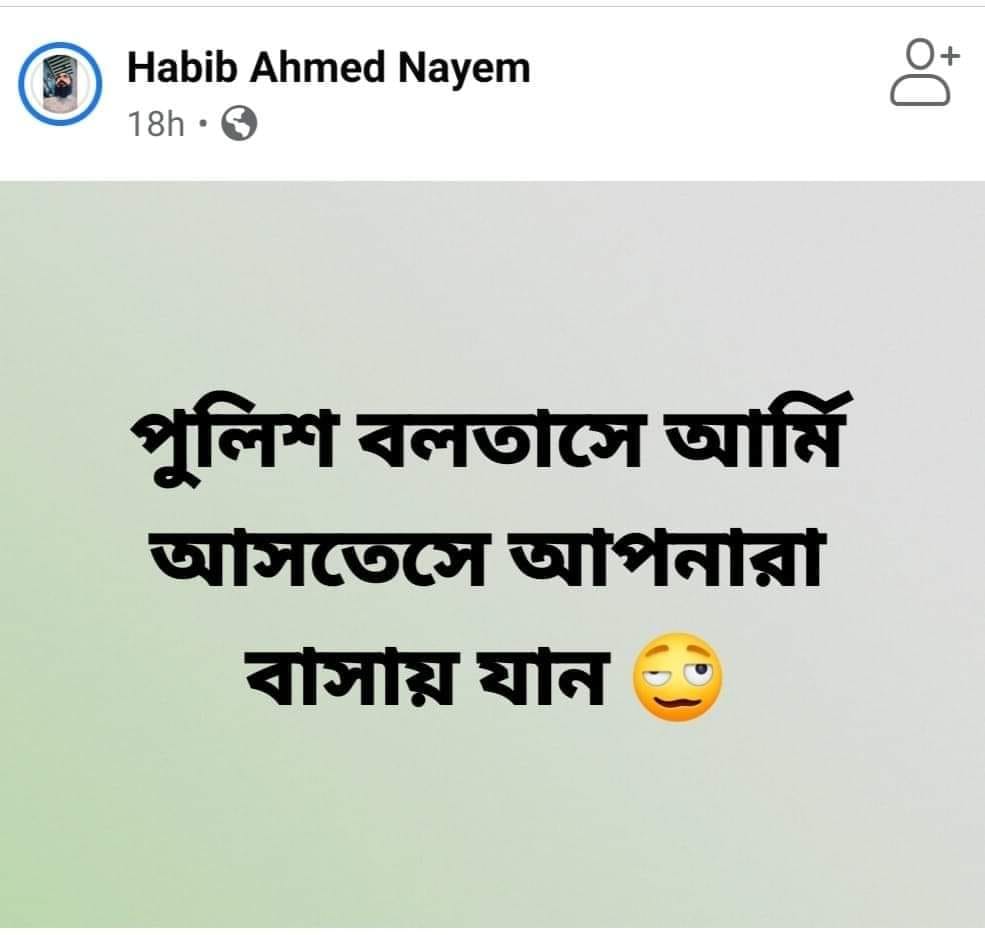 Habib Ahmed Nayem
18h •
পুলিশ বলতাসে আর্মি
আসতেসে আপনারা
বাসায় যান 🥴